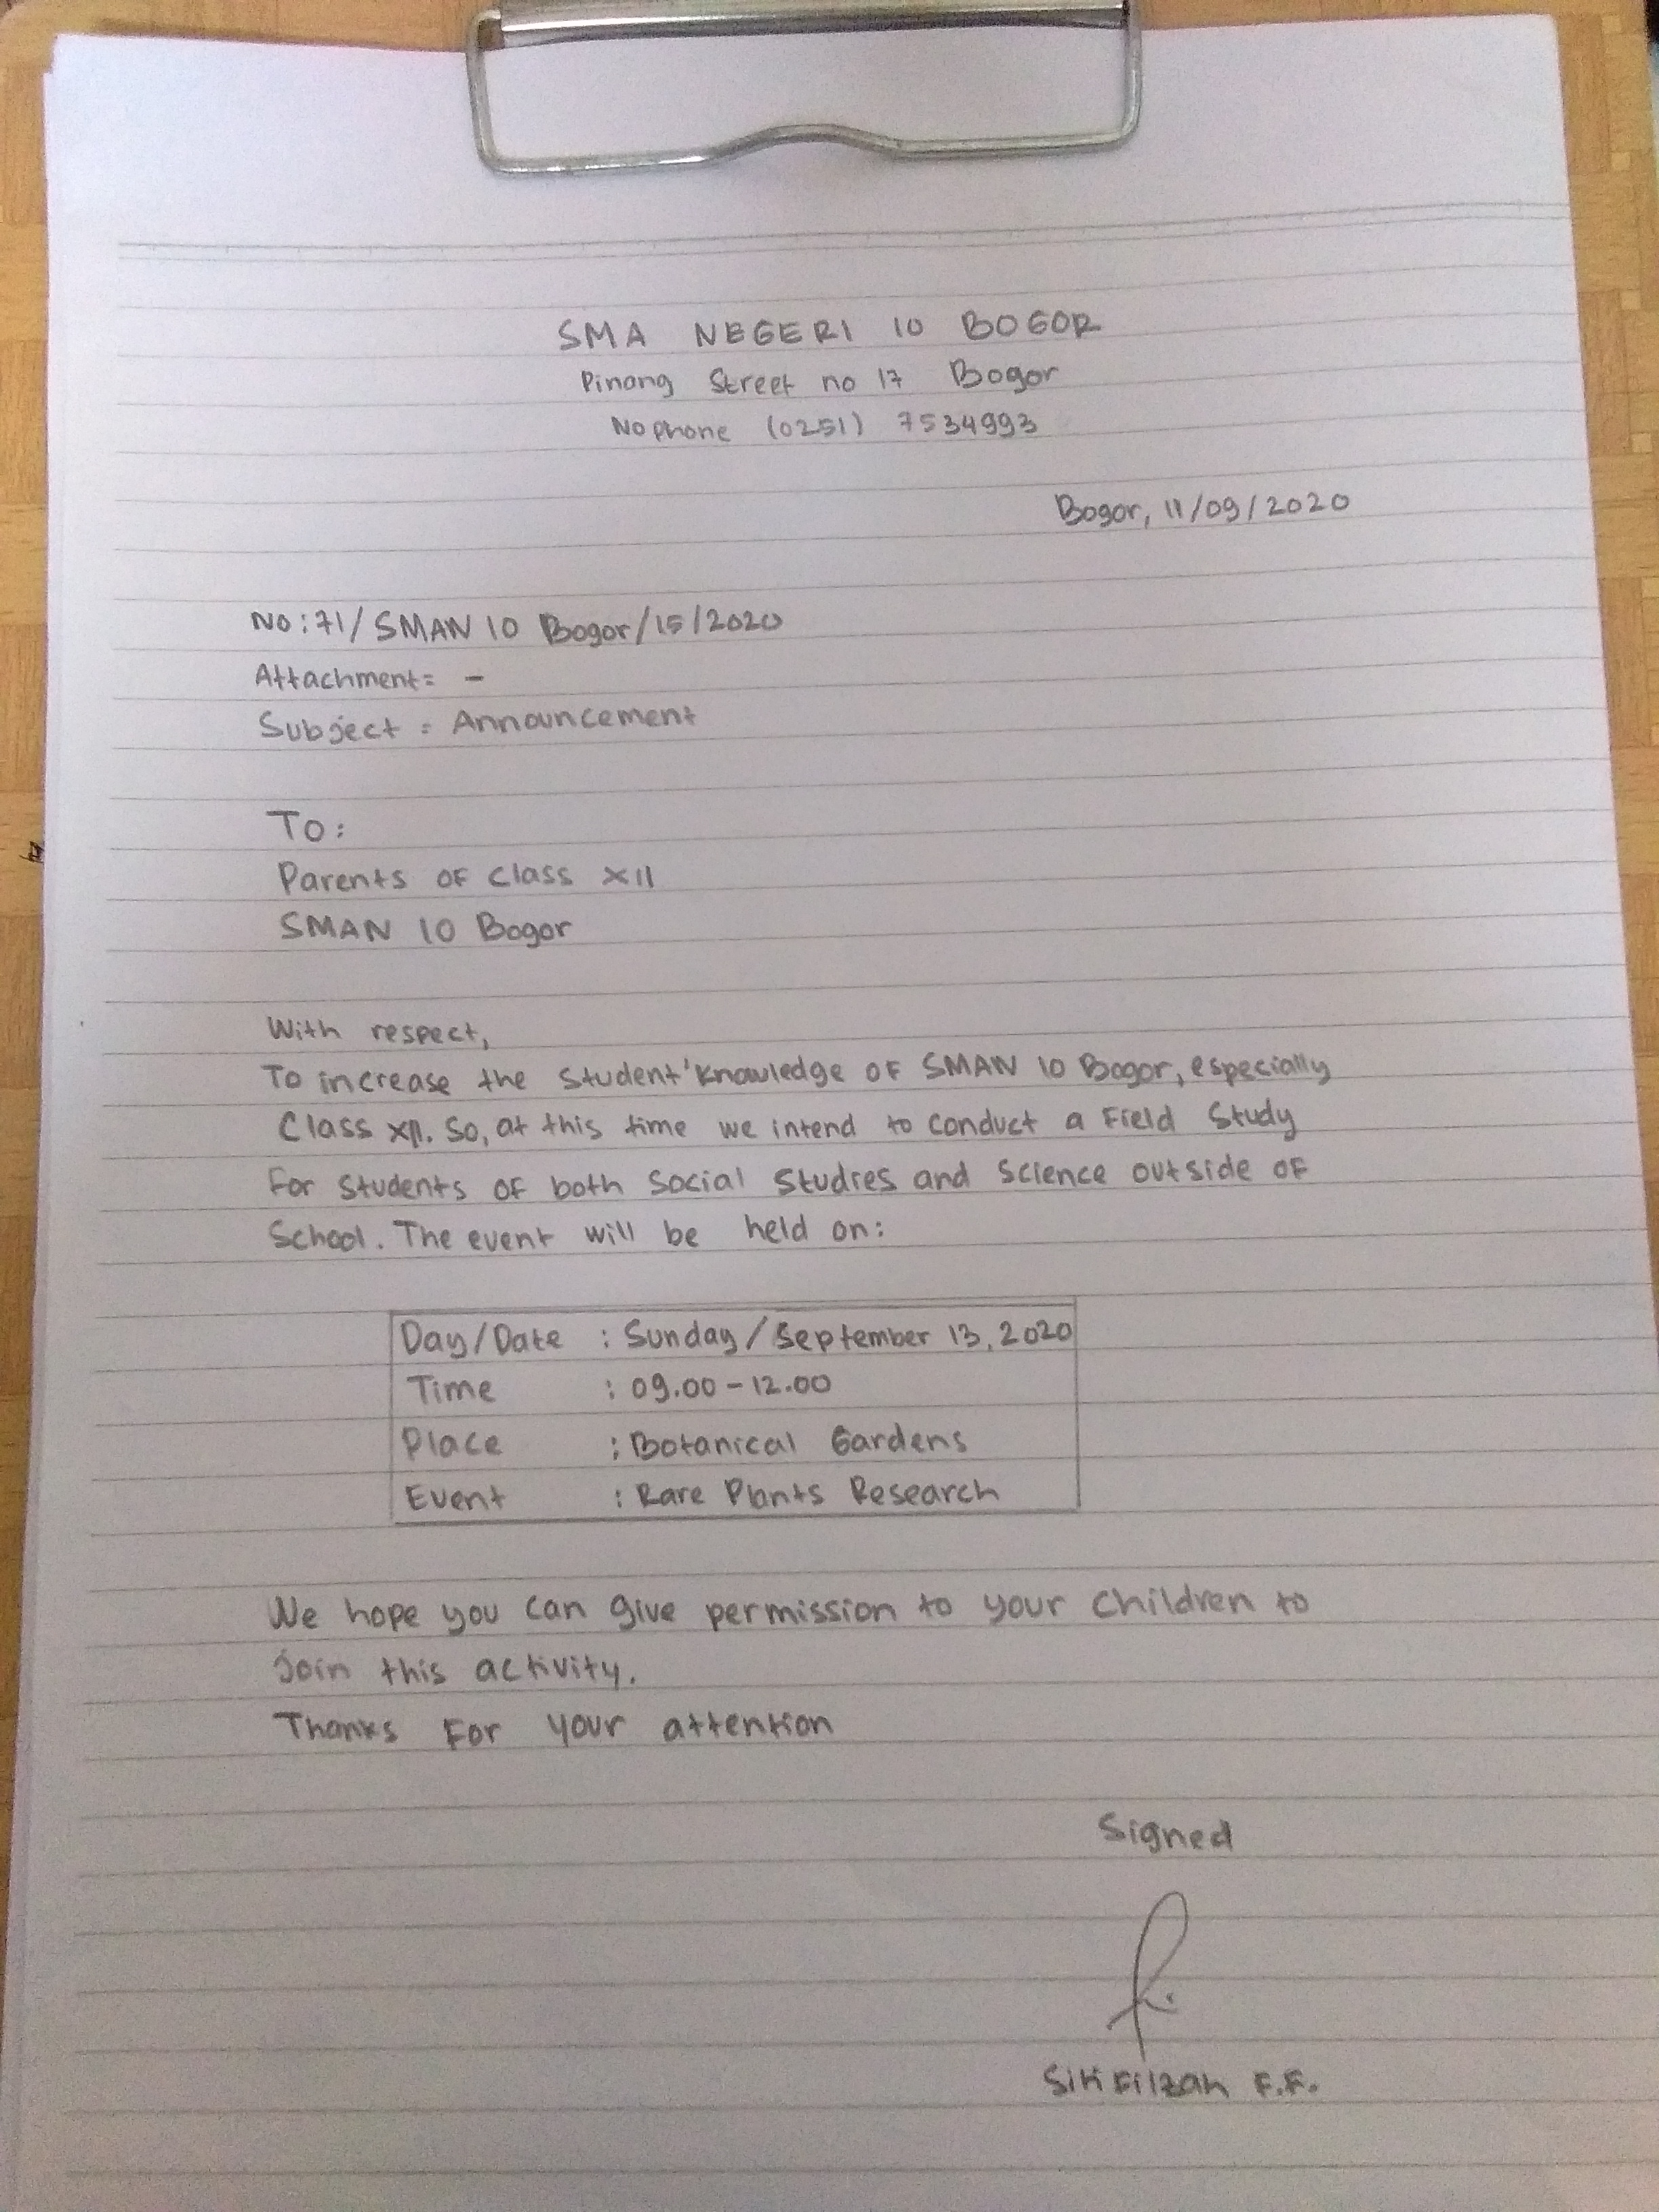 SMA NEGERI 10 BOGOR
Pinang Street no 17 Bogor
No phone (0251) 7534993
Bogor, 11/09/2020
No : 71/ SMAN 10 Bogor/15/2020
Attachment = -
Subject = Announcement
To :
Parents of class XII
SMAN 10 Bogor
With respect,
To increase the student' knowledge of SMAN 10 Bogor, especially
Class XII. So, at this time we intend to conduct a Field Study
For students of both Social Studies and Science outside of
School. The event will be held on :
Day/Date : Sunday/September 13, 2020
Time : 09.00 - 12.00
Place : Botanical Gardens
Event : Rare Plants Research
We hope you can give permission to your children to
join this activity.
Thanks For your attention
Signed
Siti Filzah F.F.